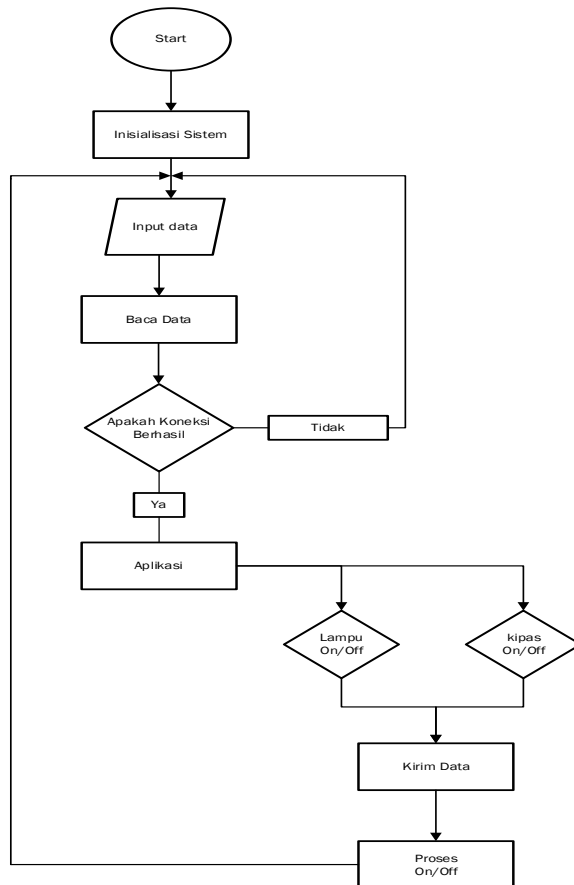 Start
Inisialisasi Sistem
Input data
Baca Data
Apakah Koneksi
Berhasil
Tidak
Ya
Aplikasi
Lampu
On/Off
kipas
On/Off
Kirim Data
Proses
On/Off